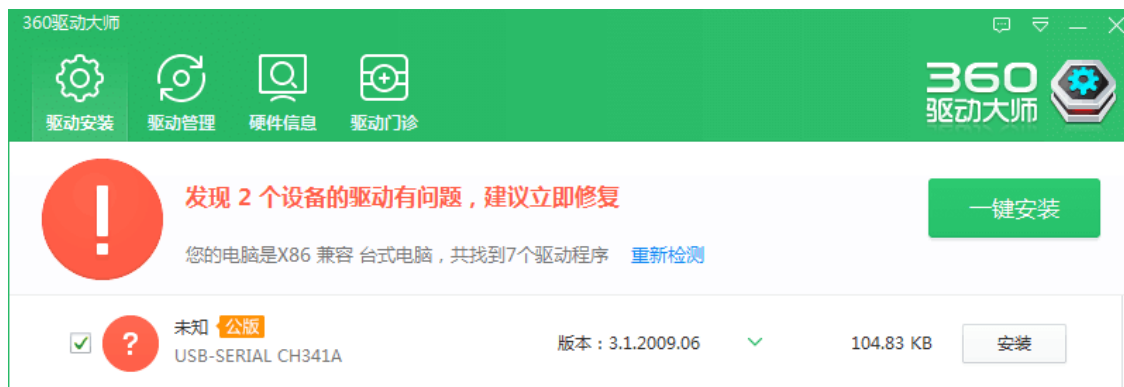 360驱动大师
驱动安装 驱动管理 硬件信息 驱动门诊
360
驱动大师
发现 2 个设备的驱动有问题，建议立即修复
一键安装
您的电脑是X86 兼容 台式电脑，共找到7个驱动程序 重新检测
未知 公版
USB-SERIAL CH341A
版本：3.1.2009.06
104.83 KB
安装